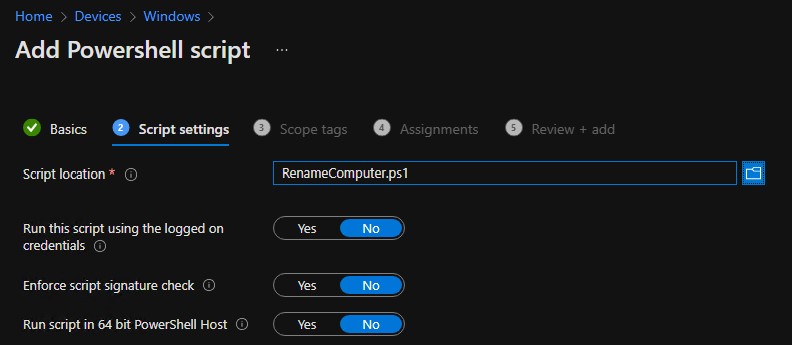 Home > Devices > Windows >
Add Powershell script ...
Basics 2 Script settings 3 Scope tags 4 Assignments 5 Review + add
Script location * RenameComputer.ps1
Run this script using the logged on
credentials
Yes No
Enforce script signature check Yes No
Run script in 64 bit PowerShell Host Yes No